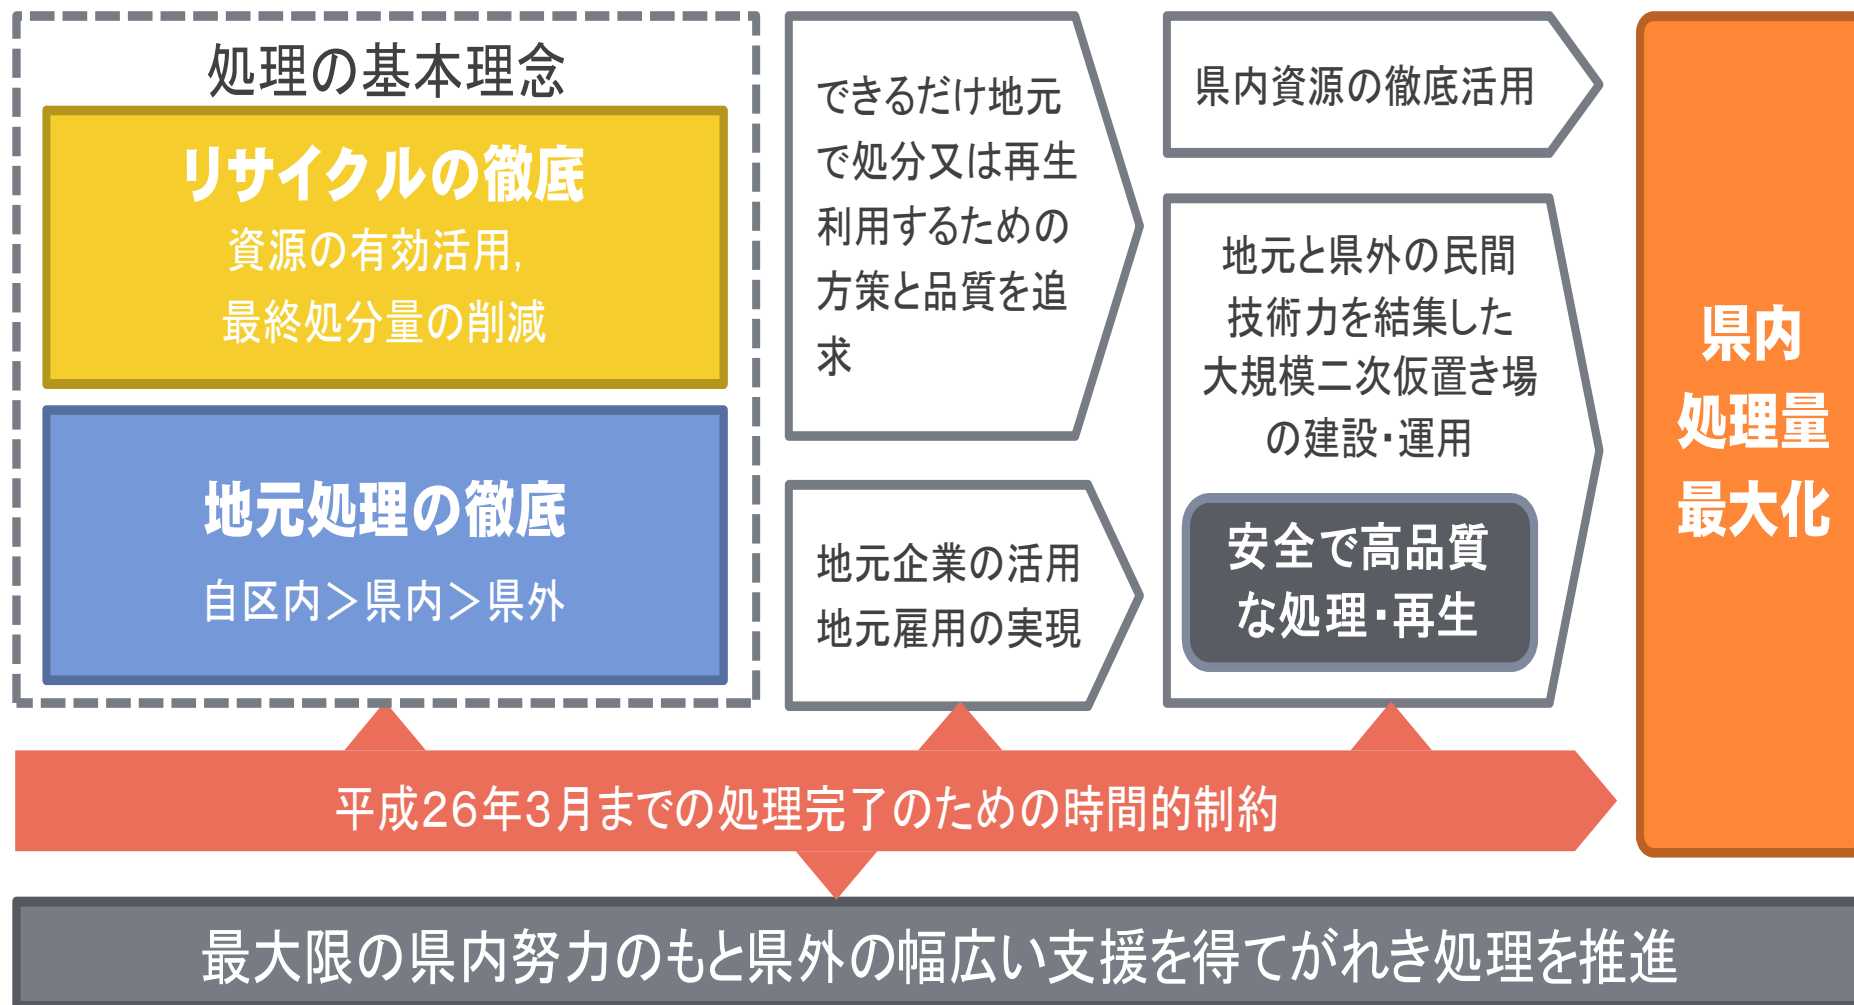 処理の基本理念
リサイクルの徹底
資源の有効活用,
最終処分量の削減
地元処理の徹底
自区内＞県内＞県外
できるだけ地元
で処分又は再生
利用するための
方策と品質を追
求
地元企業の活用
地元雇用の実現
県内資源の徹底活用
地元と県外の民間
技術力を結集した
大規模二次仮置き場
の建設・運用
安全で高品質
な処理・再生
県内
処理量
最大化
平成26年3月までの処理完了のための時間的制約
最大限の県内努力のもと県外の幅広い支援を得てがれき処理を推進